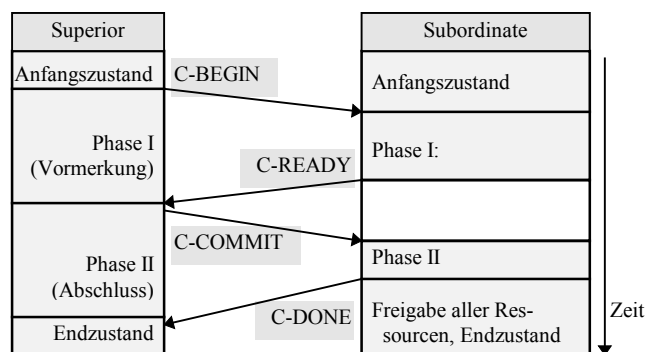 Superior
Subordinate
Anfangszustand
C-BEGIN
Anfangszustand
Phase I
(Vormerkung)
Phase I:
C-READY
C-COMMIT
Phase II
(Abschluss)
Phase II
C-DONE
Freigabe aller Res-
sourcen, Endzustand
Zeit
Endzustand